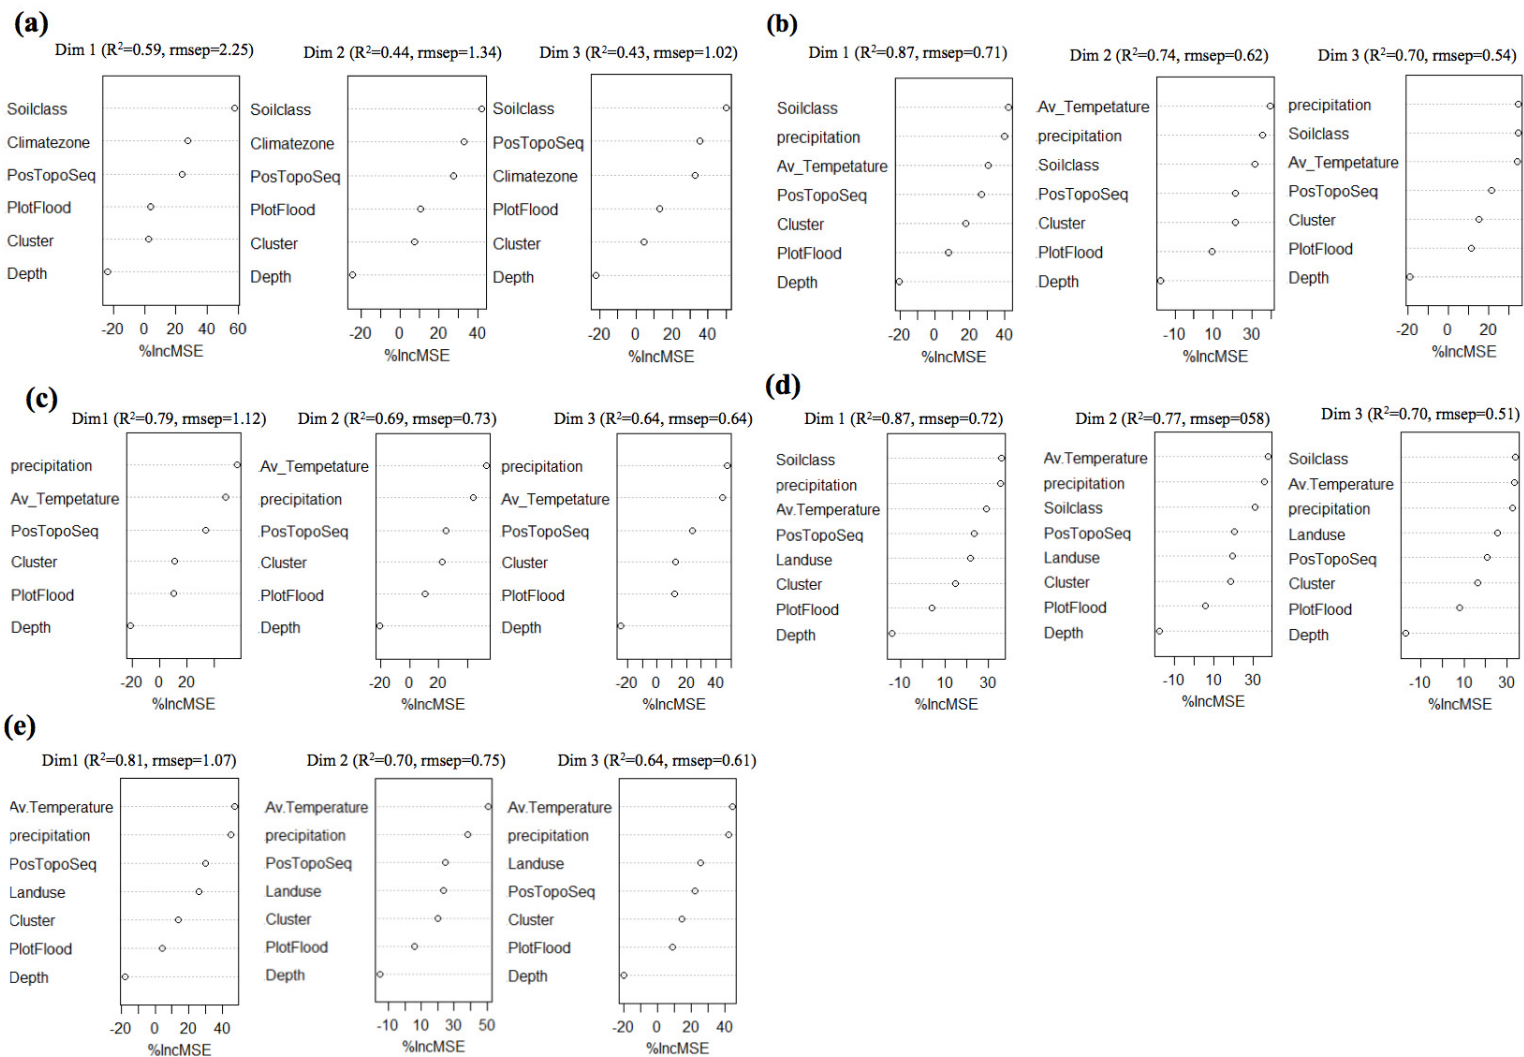 (a)
Dim 1 (R²=0.59, rmsep=2.25)
Soilclass
Climatezone
PosTopoSeq
PlotFlood
Cluster
Depth
-20 0 20 40 60
%IncMSE
Dim 2 (R²=0.44, rmsep=1.34)
Soilclass
Climatezone
PosTopoSeq
PlotFlood
Cluster
Depth
-20 0 20 40
%IncMSE
Dim 3 (R²=0.43, rmsep=1.02)
Soilclass
PosTopoSeq
Climatezone
PlotFlood
Cluster
Depth
-20 0 20 40
%IncMSE
(b)
Dim 1 (R²=0.87, rmsep=0.71)
Soilclass
precipitation
Av_Tempetature
PosTopoSeq
Cluster
PlotFlood
Depth
-20 0 20 40
%IncMSE
Dim 2 (R²=0.74, rmsep=0.62)
Av_Tempetature
precipitation
Soilclass
PosTopoSeq
Cluster
PlotFlood
Depth
-10 10 30
%IncMSE
Dim 3 (R²=0.70, rmsep=0.54)
precipitation
Soilclass
Av_Tempetature
PosTopoSeq
Cluster
PlotFlood
Depth
-20 0 20
%IncMSE
(c)
Dim1 (R²=0.79, rmsep=1.12)
precipitation
Av_Tempetature
PosTopoSeq
Cluster
PlotFlood
Depth
-20 0 20
%IncMSE
Dim 2 (R²=0.69, rmsep=0.73)
Av_Tempetature
precipitation
PosTopoSeq
Cluster
PlotFlood
Depth
-20 0 20
%IncMSE
Dim 3 (R²=0.64, rmsep=0.64)
precipitation
Av_Tempetature
PosTopoSeq
Cluster
PlotFlood
Depth
-20 0 20 40
%IncMSE
(d)
Dim 1 (R²=0.87, rmsep=0.72)
Soilclass
precipitation
Av.Temperature
PosTopoSeq
Landuse
Cluster
PlotFlood
Depth
-10 10 30
%IncMSE
Dim 2 (R²=0.77, rmsep=058)
Av.Temperature
precipitation
Soilclass
PosTopoSeq
Landuse
Cluster
PlotFlood
Depth
-10 10 30
%IncMSE
Dim 3 (R²=0.70, rmsep=0.51)
Soilclass
Av.Temperature
precipitation
Landuse
PosTopoSeq
Cluster
PlotFlood
Depth
-10 10 30
%IncMSE
(e)
Dim1 (R²=0.81, rmsep=1.07)
Av.Temperature
precipitation
PosTopoSeq
Landuse
Cluster
PlotFlood
Depth
-20 0 20 40
%IncMSE
Dim 2 (R²=0.70, rmsep=0.75)
Av.Temperature
precipitation
PosTopoSeq
Landuse
Cluster
PlotFlood
Depth
-10 10 30 50
%IncMSE
Dim 3 (R²=0.64, rmsep=0.61)
Av.Temperature
precipitation
Landuse
PosTopoSeq
Cluster
PlotFlood
Depth
-20 0 20 40
%IncMSE